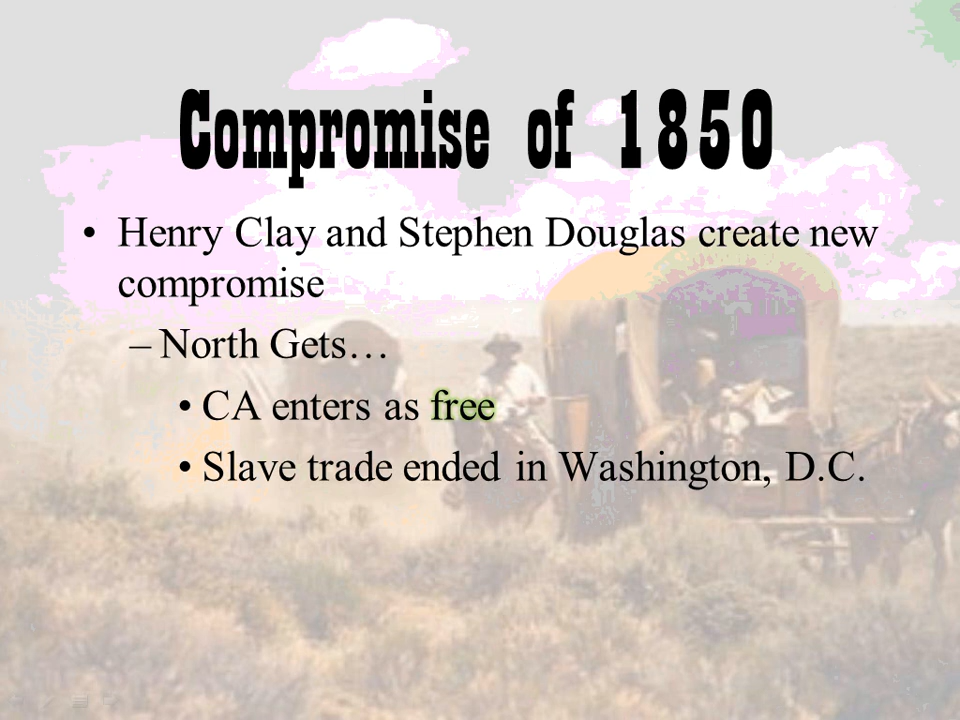 Compromise of 1850
• Henry Clay and Stephen Douglas create new
compromise
– North Gets…
• CA enters as free
• Slave trade ended in Washington, D.C.